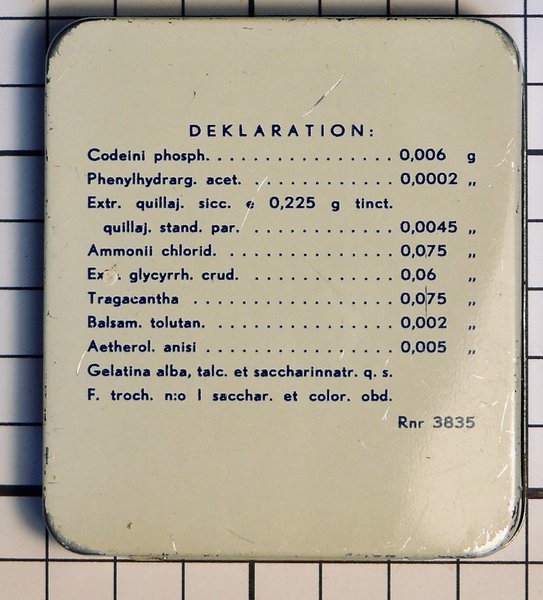 DEKLARATION:
Codeini phosph. . . . . . . . . . . . . . . . 0,006 g
Phenylhydrarg. acet. . . . . . . . . . . . . 0,0002 „
Extr. quillaj. sicc. e 0,225 g tinct.
quillaj. stand. par. . . . . . . . . . . . . 0,0045 „
Ammonii chlorid. . . . . . . . . . . . . . . 0,075 „
glycyrrh. crud. . . . . . . . . . . . . 0,06 „
Tragacantha . . . . . . . . . . . . . . . . . 0,075 „
Balsam. tolutan. . . . . . . . . . . . . . . 0,002 „
Aetherol. anisi . . . . . . . . . . . . . . . . 0,005 „
Gelatina alba, talc. et saccharinnatr. q. s.
F. troch. n:o I sacchar. et color. obd.
Rnr 3835